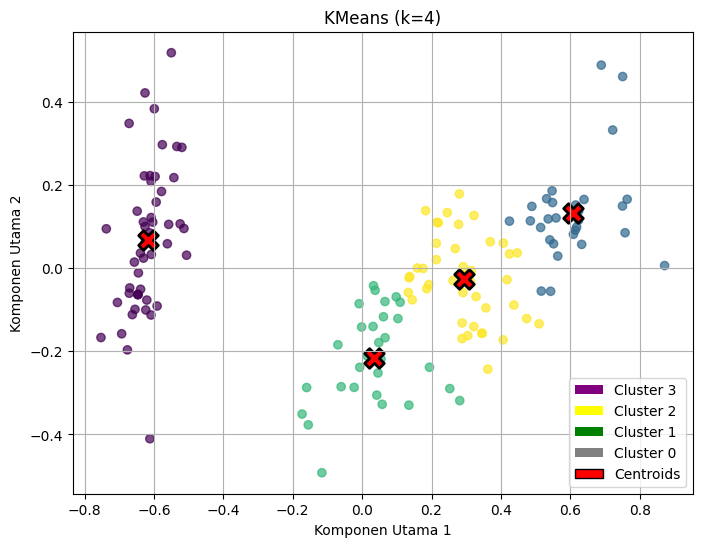 KMeans (k=4)
Komponen Utama 2
0.4
0.2
0.0
−0.2
−0.4
−0.8 −0.6 −0.4 −0.2 0.0 0.2 0.4 0.6 0.8
Komponen Utama 1
Cluster 3
Cluster 2
Cluster 1
Cluster 0
Centroids